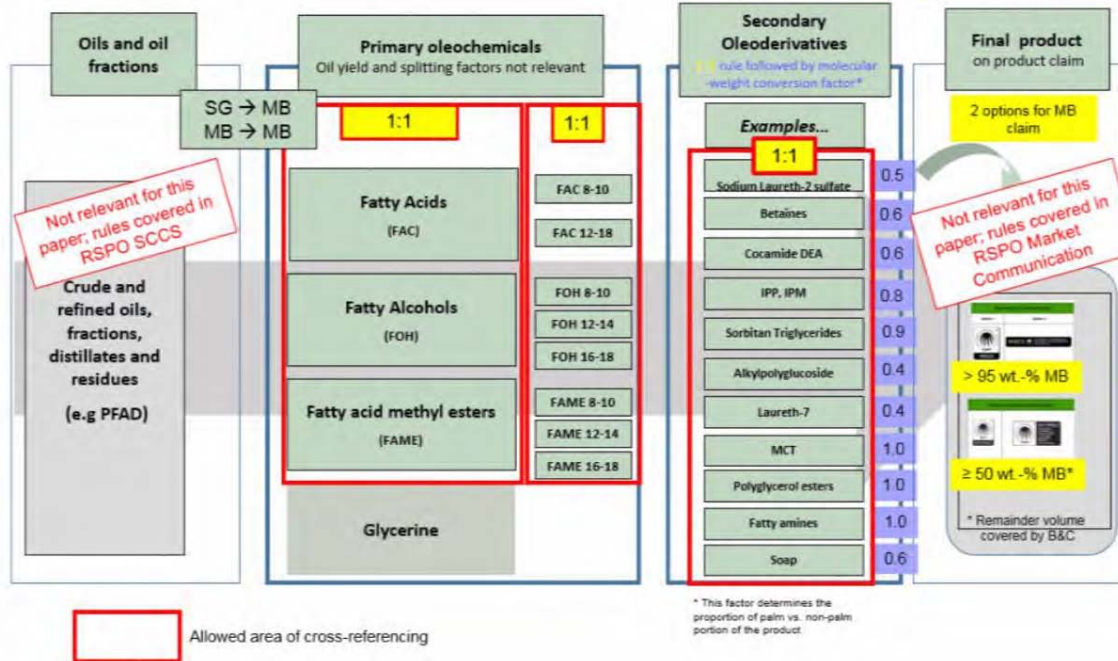 Oils and oil
fractions
Primary oleochemicals
Oil yield and splitting factors not relevant
Secondary
Oleoderivatives
1:1 rule followed by molecular
-weight conversion factor*
Final product
on product claim
SG → MB
MB → MB
1:1
1:1
Examples...
1:1
2 options for MB
claim
Not relevant for this
paper; rules covered in
RSPO SCCS
Crude and
refined oils,
fractions,
distillates and
residues
(e.g PFAD)
Fatty Acids
(FAC)
Fatty Alcohols
(FOH)
Fatty acid methyl esters
(FAME)
Glycerine
FAC 8-10
FAC 12-18
FOH 8-10
FOH 12-14
FOH 16-18
FAME 8-10
FAME 12-14
FAME 16-18
Sodium Laureth-2 sulfate 0.5
Betaines 0.6
Cocamide DEA 0.6
IPP, IPM 0.8
Sorbitan Triglycerides 0.9
Alkylpolyglucoside 0.4
Laureth-7 0.4
MCT 1.0
Polyglycerol esters 1.0
Fatty amines 1.0
Soap 0.6
* This factor determines the
proportion of palm vs. non-palm
portion of the product
Not relevant for this
paper; rules covered in
RSPO Market
Communication
> 95 wt.-% MB
≥ 50 wt.-% MB*
* Remainder volume
covered by B&C
Allowed area of cross-referencing